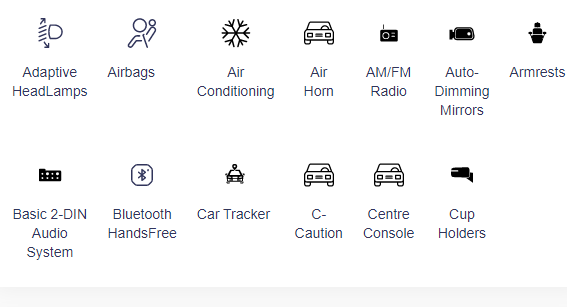 Adaptive
HeadLamps
Airbags
Air
Conditioning
Air
Horn
AM/FM
Radio
Auto-
Dimming
Mirrors
Armrests
Basic 2-DIN
Audio
System
Bluetooth
HandsFree
Car Tracker
C-
Caution
Centre
Console
Cup
Holders